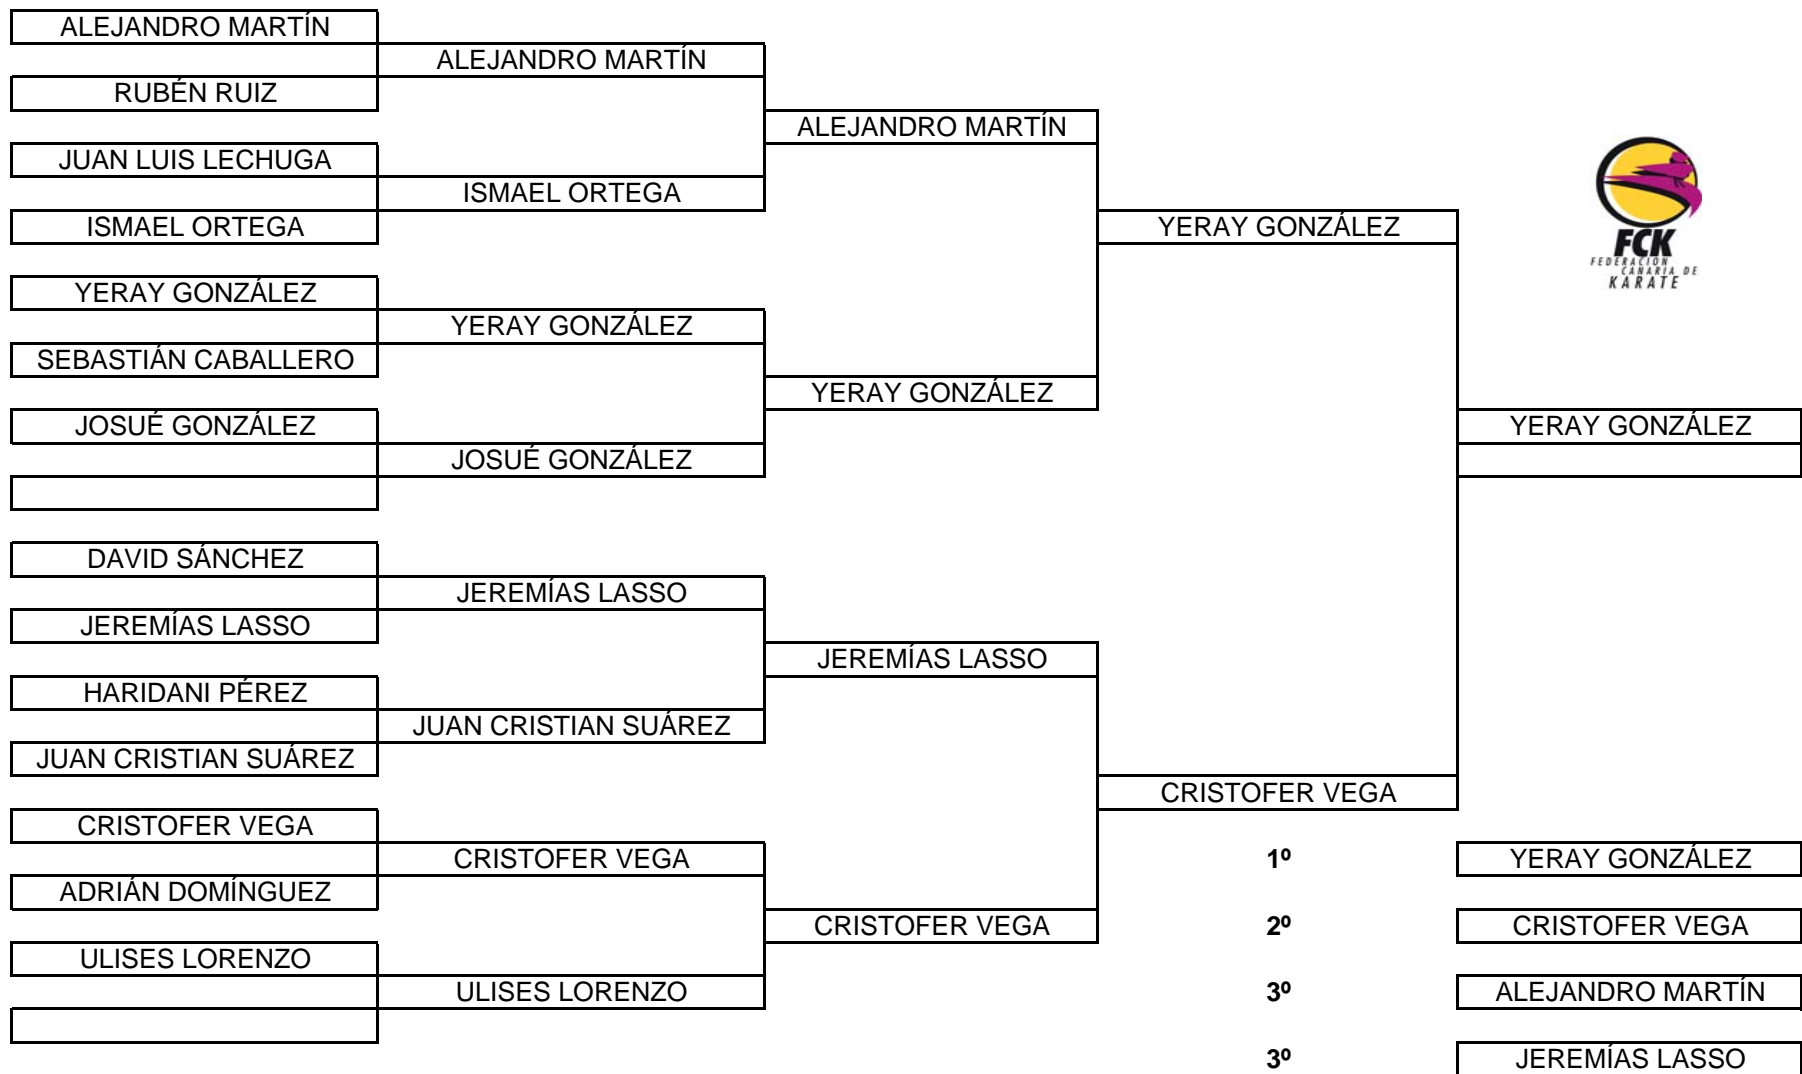 ALEJANDRO MARTÍN
RUBÉN RUIZ
JUAN LUIS LECHUGA
ISMAEL ORTEGA
YERAY GONZÁLEZ
SEBASTIÁN CABALLERO
JOSUÉ GONZÁLEZ
DAVID SÁNCHEZ
JEREMÍAS LASSO
HARIDANI PÉREZ
JUAN CRISTIAN SUÁREZ
CRISTOFER VEGA
ADRIÁN DOMÍNGUEZ
ULISES LORENZO
ALEJANDRO MARTÍN
ISMAEL ORTEGA
YERAY GONZÁLEZ
JOSUÉ GONZÁLEZ
JEREMÍAS LASSO
JUAN CRISTIAN SUÁREZ
CRISTOFER VEGA
ULISES LORENZO
ALEJANDRO MARTÍN
YERAY GONZÁLEZ
JEREMÍAS LASSO
CRISTOFER VEGA
YERAY GONZÁLEZ
CRISTOFER VEGA
FCK
FEDERACIÓN
CANARIA DE
KARATE
YERAY GONZÁLEZ
1º YERAY GONZÁLEZ
2º CRISTOFER VEGA
3º ALEJANDRO MARTÍN
3º JEREMÍAS LASSO